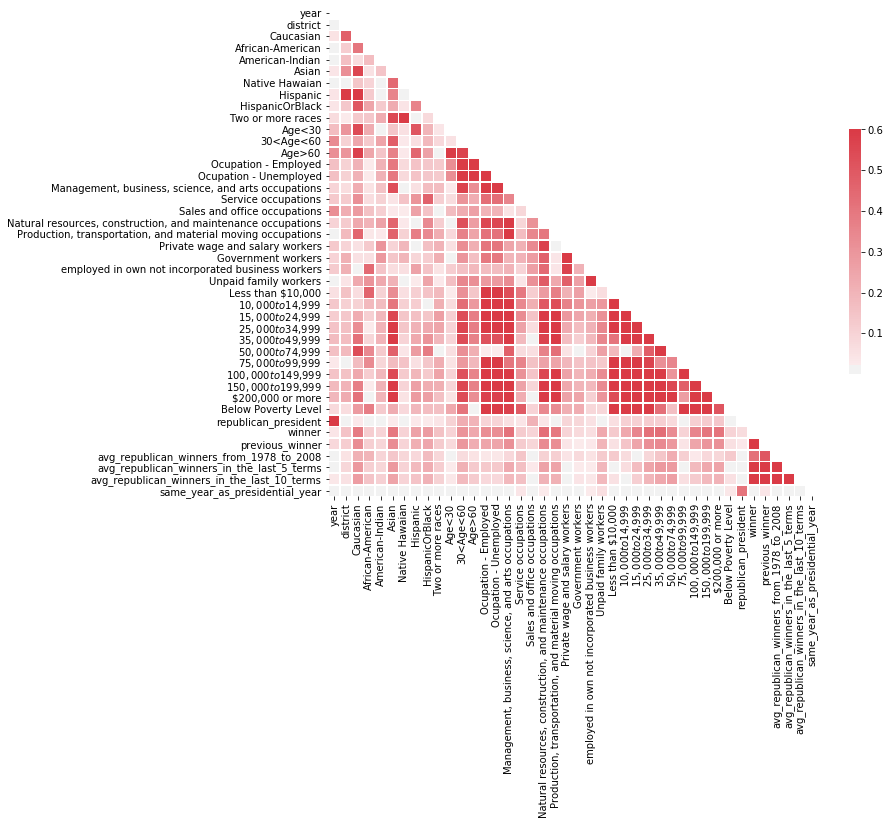 year
district
Caucasian
African-American
American-Indian
Asian
Native Hawaian
Hispanic
HispanicOrBlack
Two or more races
Age<30
30<Age<60
Age>60
Ocupation - Employed
Ocupation - Unemployed
Management, business, science, and arts occupations
Service occupations
Sales and office occupations
Natural resources, construction, and maintenance occupations
Production, transportation, and material moving occupations
Private wage and salary workers
Government workers
employed in own not incorporated business workers
Unpaid family workers
Less than $10,000
10,000to14,999
15,000to24,999
25,000to34,999
35,000to49,999
50,000to74,999
75,000to99,999
100,000to149,999
150,000to199,999
$200,000 or more
Below Poverty Level
republican_president
winner
previous_winner
avg_republican_winners_from_1978_to_2008
avg_republican_winners_in_the_last_5_terms
avg_republican_winners_in_the_last_10_terms
same_year_as_presidential_year
year
district
Caucasian
African-American
American-Indian
Asian
Native Hawaian
Hispanic
HispanicOrBlack
Two or more races
Age<30
30<Age<60
Age>60
Ocupation - Employed
Ocupation - Unemployed
Management, business, science, and arts occupations
Service occupations
Sales and office occupations
Natural resources, construction, and maintenance occupations
Production, transportation, and material moving occupations
Private wage and salary workers
Government workers
employed in own not incorporated business workers
Unpaid family workers
Less than $10,000
10,000to14,999
15,000to24,999
25,000to34,999
35,000to49,999
50,000to74,999
75,000to99,999
100,000to149,999
150,000to199,999
$200,000 or more
Below Poverty Level
republican_president
winner
previous_winner
avg_republican_winners_from_1978_to_2008
avg_republican_winners_in_the_last_5_terms
avg_republican_winners_in_the_last_10_terms
same_year_as_presidential_year
0.6
0.5
0.4
0.3
0.2
0.1